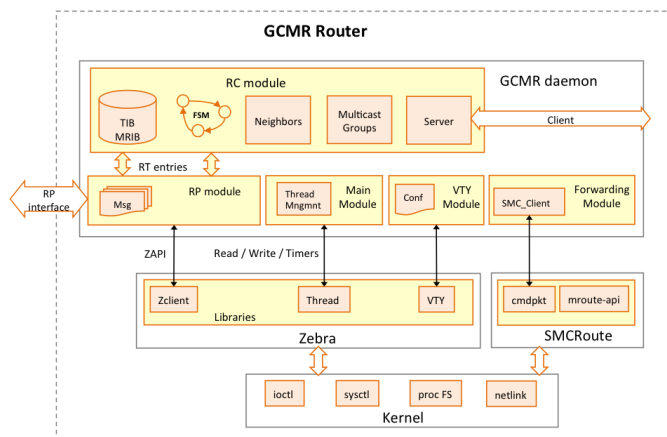 GCMR Router
GCMR daemon
RC module
TIB
MRIB
FSM
Neighbors
Multicast
Groups
Server
Client
RT entries
RP
interface
RP module
Msg
Thread
Mngmnt
Main
Module
Conf
VTY
Module
Forwarding
Module
SMC_Client
ZAPI
Read / Write / Timers
Zclient
Thread
VTY
Libraries
Zebra
cmdpkt
mroute-api
SMCRoute
ioctl
sysctl
proc FS
netlink
Kernel